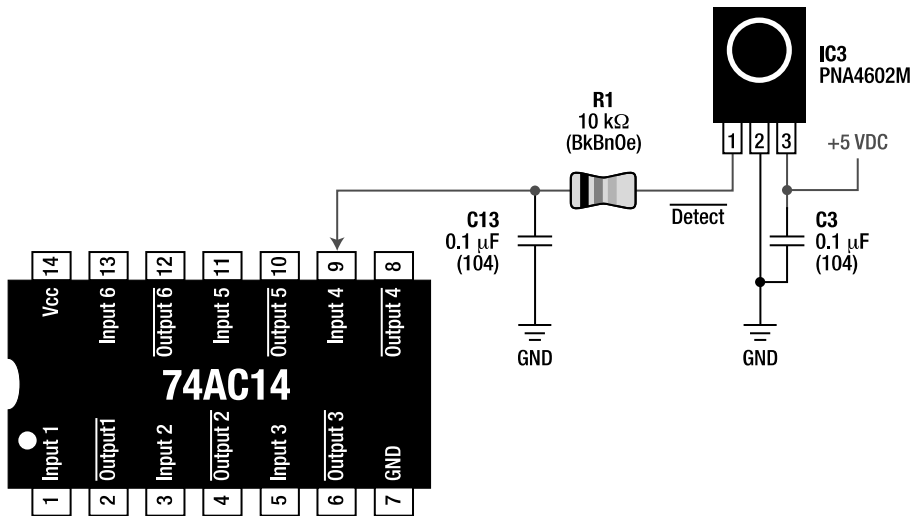 IC3
PNA4602M
R1
10 kΩ
(BkBnOe)
1 2 3
+5 VDC
Detect
C13
0.1 µF
(104)
C3
0.1 µF
(104)
GND
GND
14 13 12 11 10 9 8
Vcc
Input 6
Output 6
Input 5
Output 5
Input 4
Output 4
74AC14
Input 1
Output1
Input 2
Output 2
Input 3
Output 3
GND
1 2 3 4 5 6 7